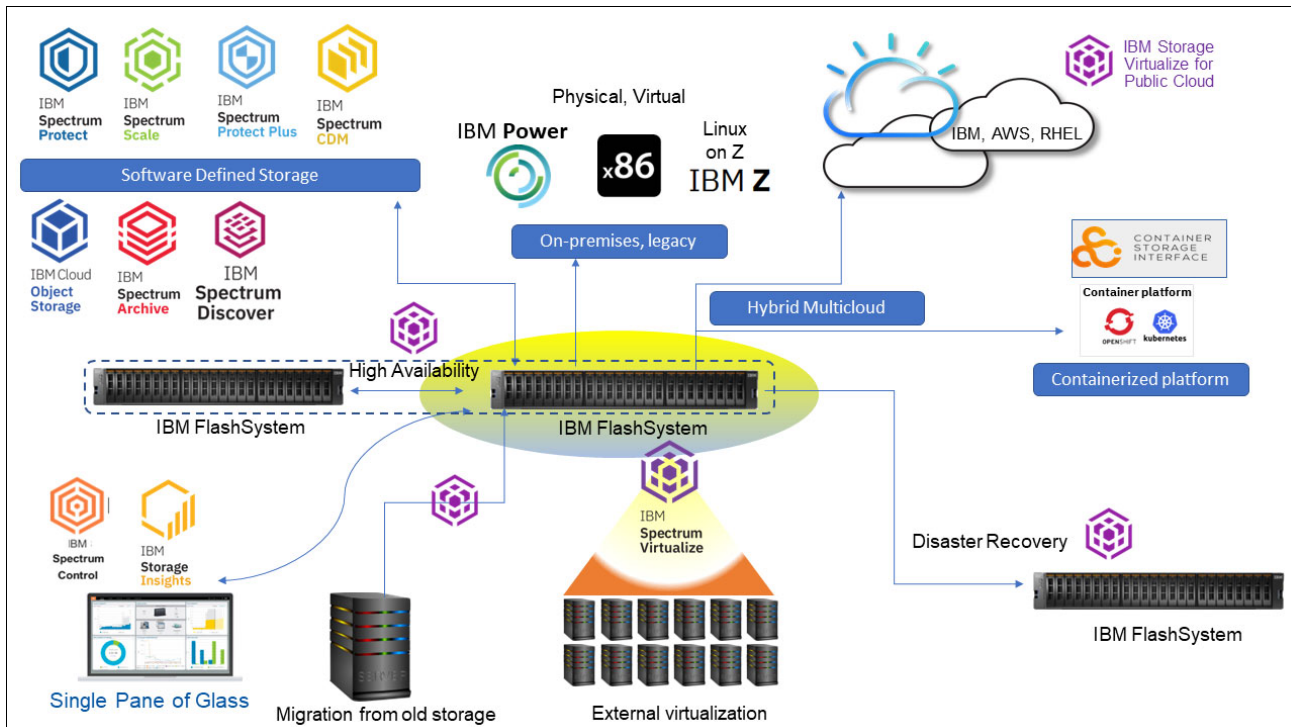 IBM
Spectrum
Protect
IBM
Spectrum
Scale
IBM
Spectrum
Protect Plus
IBM
Spectrum
CDM
Software Defined Storage
IBM Cloud
Object
Storage
IBM
Spectrum
Archive
IBM
Spectrum
Discover
Physical, Virtual
IBM Power
x86
Linux
on Z
IBM Z
On-premises, legacy
IBM, AWS, RHEL
IBM Storage
Virtualize for
Public Cloud
CONTAINER
STORAGE
INTERFACE
Hybrid Multicloud
Container platform
OPENSHIFT
kubernetes
Containerized platform
High Availability
IBM FlashSystem
IBM FlashSystem
IBM
Spectrum
Control
IBM
Storage
Insights
Single Pane of Glass
SERVER
Migration from old storage
IBM
Spectrum
Virtualize
External virtualization
Disaster Recovery
IBM FlashSystem